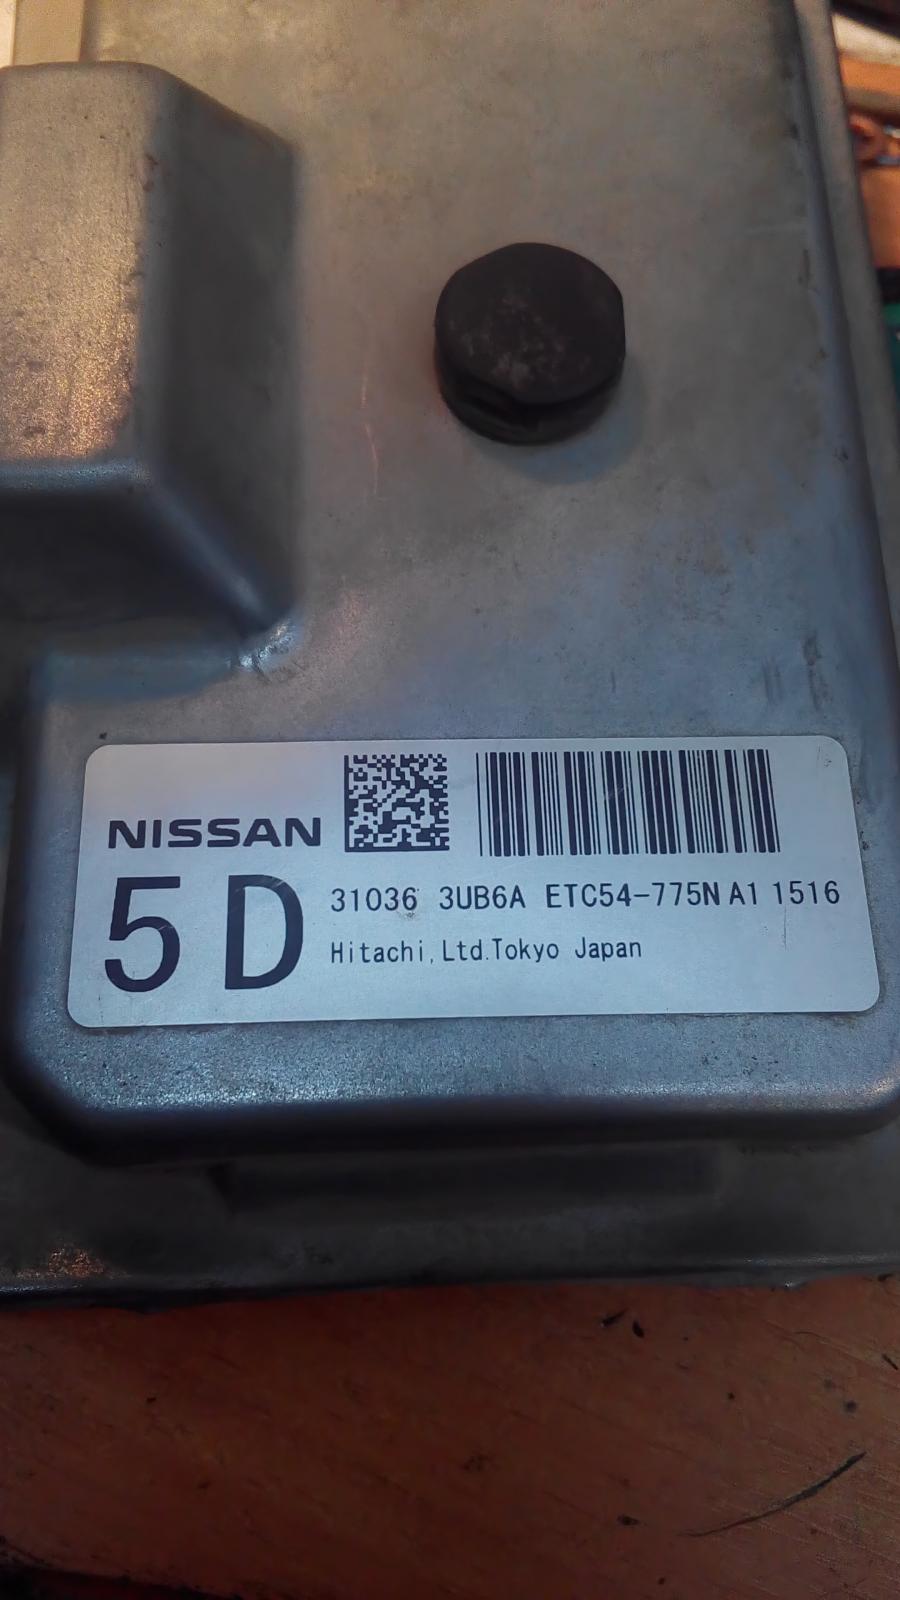 NISSAN
5D
31036 3UB6A ETC54-775N A1 1516
Hitachi, Ltd.Tokyo Japan